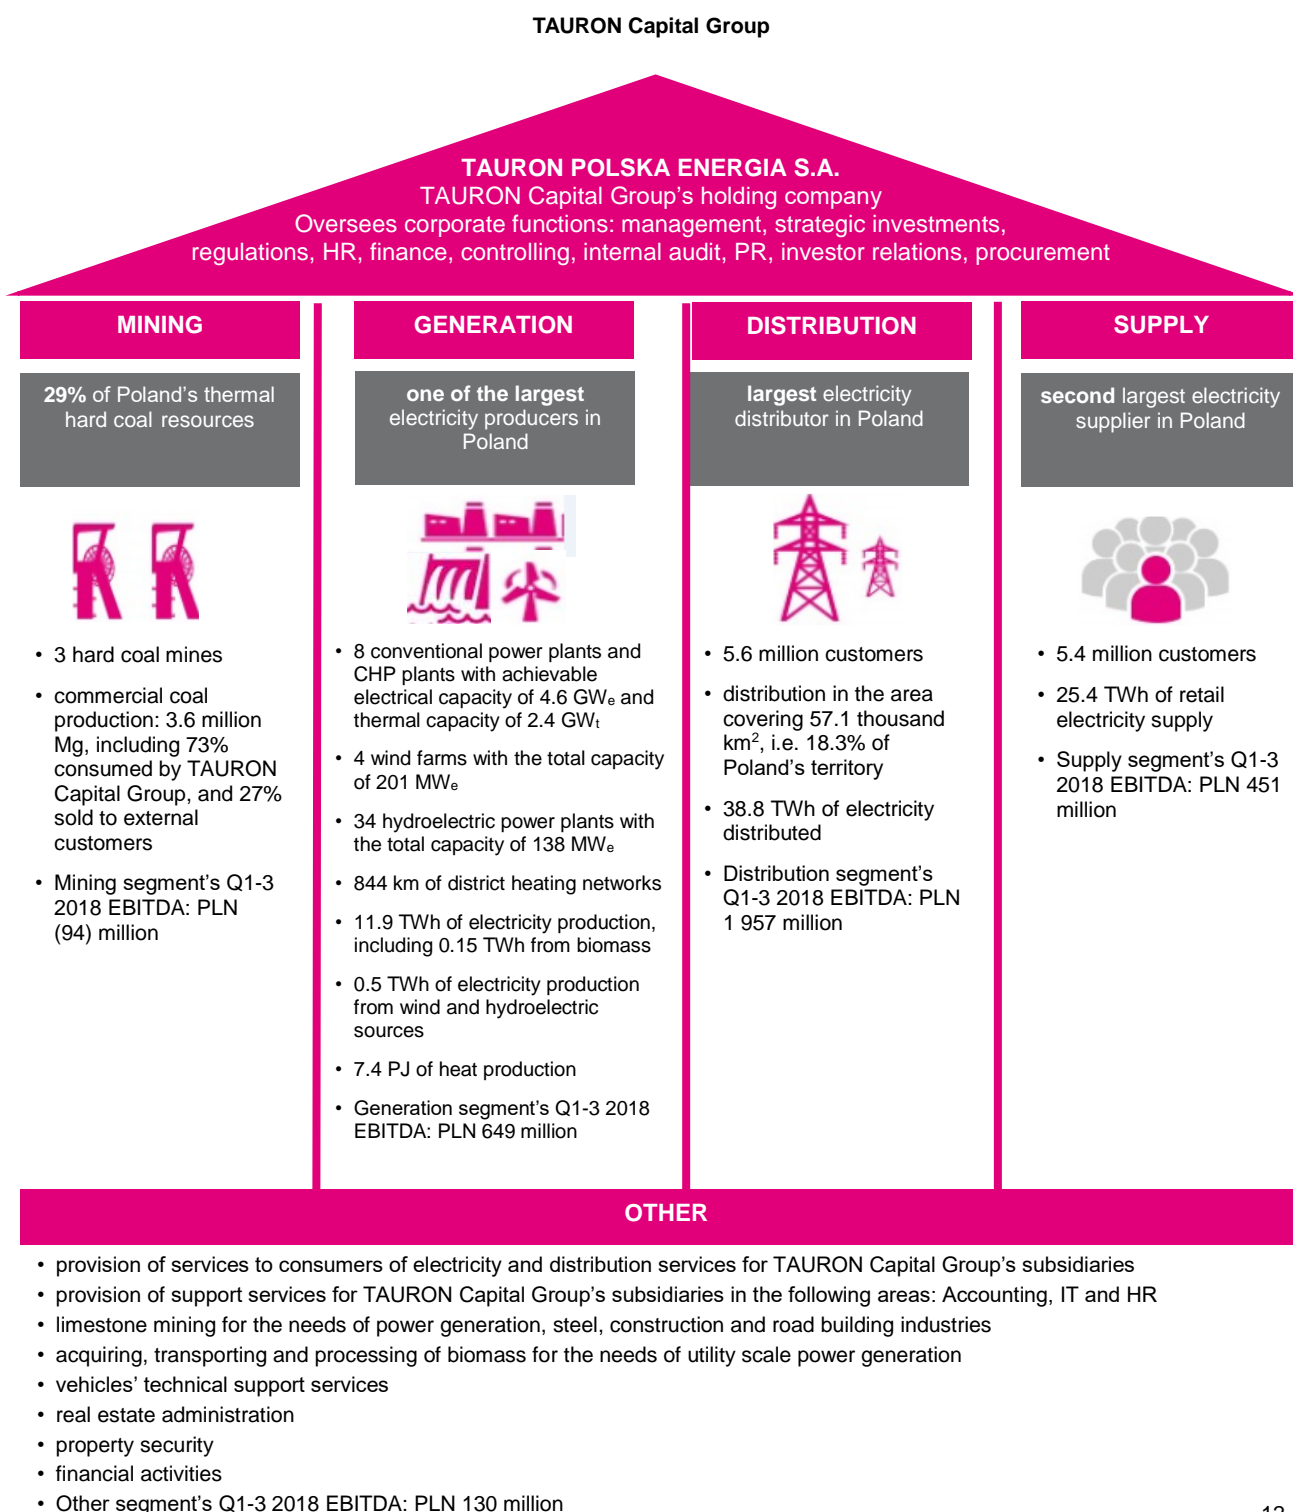 TAURON Capital Group
TAURON POLSKA ENERGIA S.A.
TAURON Capital Group's holding company
Oversees corporate functions: management, strategic investments,
regulations, HR, finance, controlling, internal audit, PR, investor relations, procurement
MINING
29% of Poland's thermal
hard coal resources
• 3 hard coal mines
• commercial coal
production: 3.6 million
Mg, including 73%
consumed by TAURON
Capital Group, and 27%
sold to external
customers
• Mining segment's Q1-3
2018 EBITDA: PLN
(94) million
GENERATION
one of the largest
electricity producers in
Poland
• 8 conventional power plants and
CHP plants with achievable
electrical capacity of 4.6 GWe and
thermal capacity of 2.4 GWt
• 4 wind farms with the total capacity
of 201 MWe
• 34 hydroelectric power plants with
the total capacity of 138 MWe
• 844 km of district heating networks
• 11.9 TWh of electricity production,
including 0.15 TWh from biomass
• 0.5 TWh of electricity production
from wind and hydroelectric
sources
• 7.4 PJ of heat production
• Generation segment's Q1-3 2018
EBITDA: PLN 649 million
DISTRIBUTION
largest electricity
distributor in Poland
• 5.6 million customers
• distribution in the area
covering 57.1 thousand
km², i.e. 18.3% of
Poland's territory
• 38.8 TWh of electricity
distributed
• Distribution segment's
Q1-3 2018 EBITDA: PLN
1 957 million
SUPPLY
second largest electricity
supplier in Poland
• 5.4 million customers
• 25.4 TWh of retail
electricity supply
• Supply segment's Q1-3
2018 EBITDA: PLN 451
million
OTHER
• provision of services to consumers of electricity and distribution services for TAURON Capital Group's subsidiaries
• provision of support services for TAURON Capital Group's subsidiaries in the following areas: Accounting, IT and HR
• limestone mining for the needs of power generation, steel, construction and road building industries
• acquiring, transporting and processing of biomass for the needs of utility scale power generation
• vehicles' technical support services
• real estate administration
• property security
• financial activities
• Other segment's Q1-3 2018 EBITDA: PLN 130 million